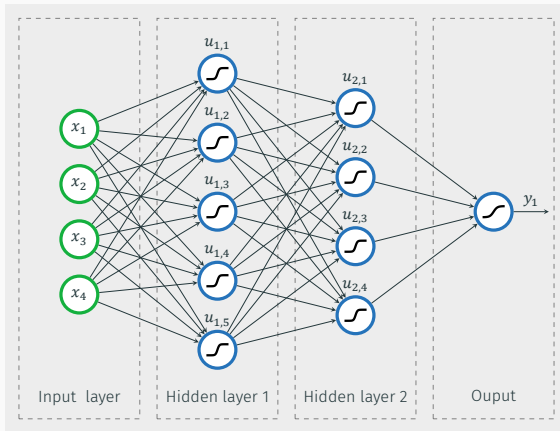 x1
x2
x3
x4
u1,1
u1,2
u1,3
u1,4
u1,5
u2,1
u2,2
u2,3
u2,4
y1
Input layer
Hidden layer 1
Hidden layer 2
Ouput